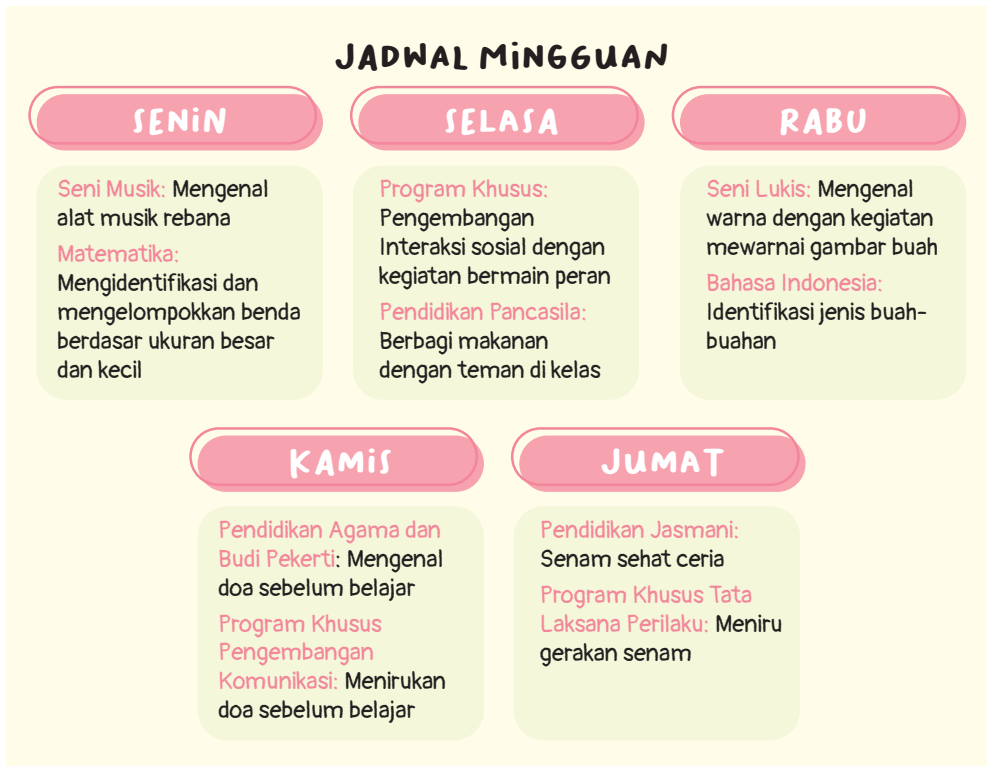 JADWAL MINGGUAN
SENIN
Seni Musik: Mengenal
alat musik rebana
Matematika:
Mengidentifikasi dan
mengelompokkan benda
berdasar ukuran besar
dan kecil
SELASA
Program Khusus:
Pengembangan
Interaksi sosial dengan
kegiatan bermain peran
Pendidikan Pancasila:
Berbagi makanan
dengan teman di kelas
RABU
Seni Lukis: Mengenal
warna dengan kegiatan
mewarnai gambar buah
Bahasa Indonesia:
Identifikasi jenis buah-
buahan
KAMIS
Pendidikan Agama dan
Budi Pekerti: Mengenal
doa sebelum belajar
Program Khusus
Pengembangan
Komunikasi: Menirukan
doa sebelum belajar
JUMAT
Pendidikan Jasmani:
Senam sehat ceria
Program Khusus Tata
Laksana Perilaku: Meniru
gerakan senam